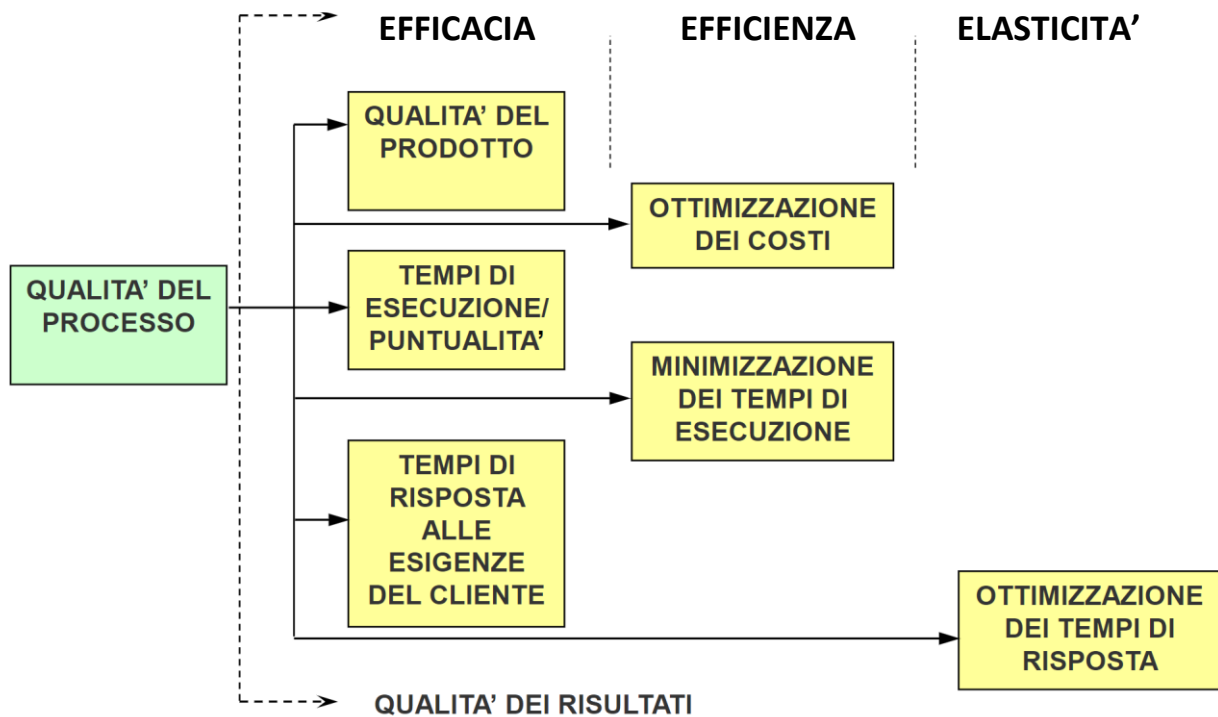 EFFICACIA
EFFICIENZA
ELASTICITA’
QUALITA’ DEL
PRODOTTO
OTTIMIZZAZIONE
DEI COSTI
QUALITA’ DEL
PROCESSO
TEMPI DI
ESECUZIONE/
PUNTUALITA’
MINIMIZZAZIONE
DEI TEMPI DI
ESECUZIONE
TEMPI DI
RISPOSTA
ALLE
ESIGENZE
DEL CLIENTE
OTTIMIZZAZIONE
DEI TEMPI DI
RISPOSTA
QUALITA’ DEI RISULTATI